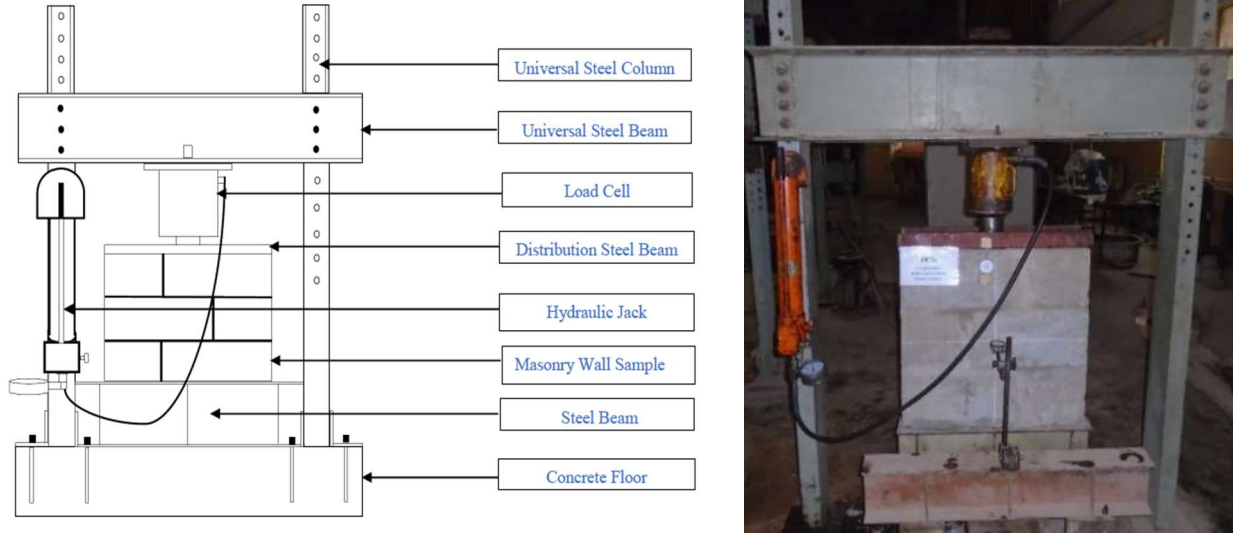 Universal Steel Column
Universal Steel Beam
Load Cell
Distribution Steel Beam
Hydraulic Jack
Masonry Wall Sample
Steel Beam
Concrete Floor